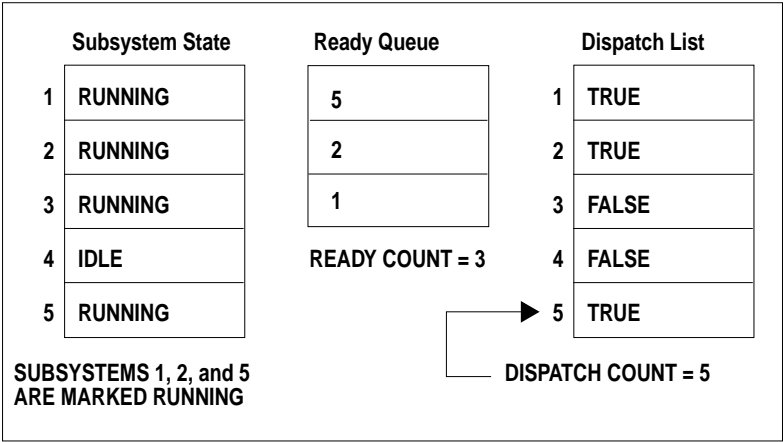 Subsystem State Ready Queue Dispatch List
1 RUNNING 5 1 TRUE
2 RUNNING 2 2 TRUE
3 RUNNING 1 3 FALSE
4 IDLE READY COUNT = 3 4 FALSE
5 RUNNING 5 TRUE
SUBSYSTEMS 1, 2, and 5 DISPATCH COUNT = 5
ARE MARKED RUNNING